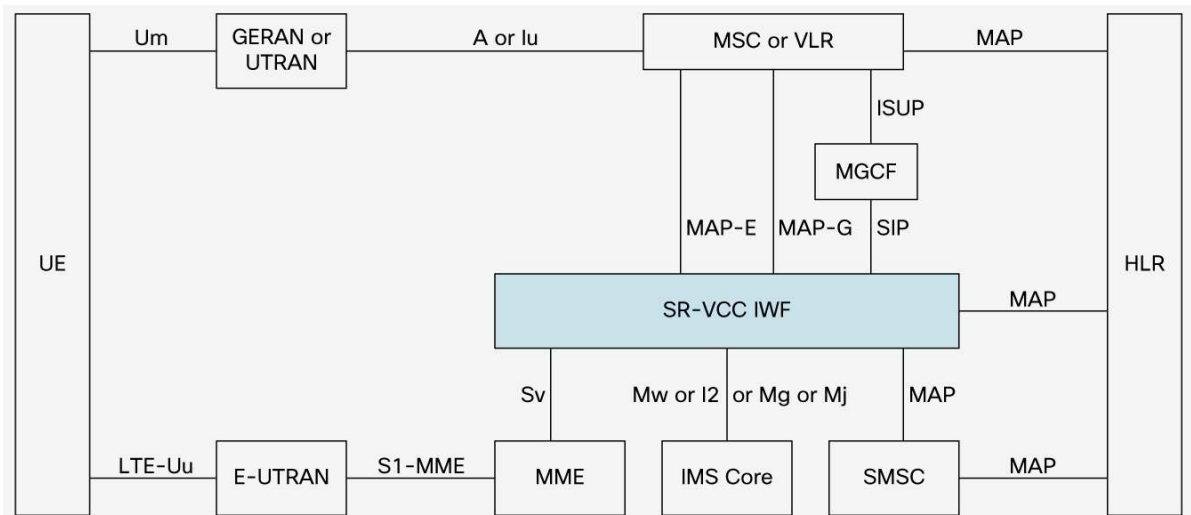 Um
GERAN or
UTRAN
A or Iu
MSC or VLR
MAP
ISUP
MGCF
MAP-E
MAP-G
SIP
UE
HLR
SR-VCC IWF
MAP
Sv
Mw or I2 or Mg or Mj
MAP
LTE-Uu
E-UTRAN
S1-MME
MME
IMS Core
SMSC
MAP